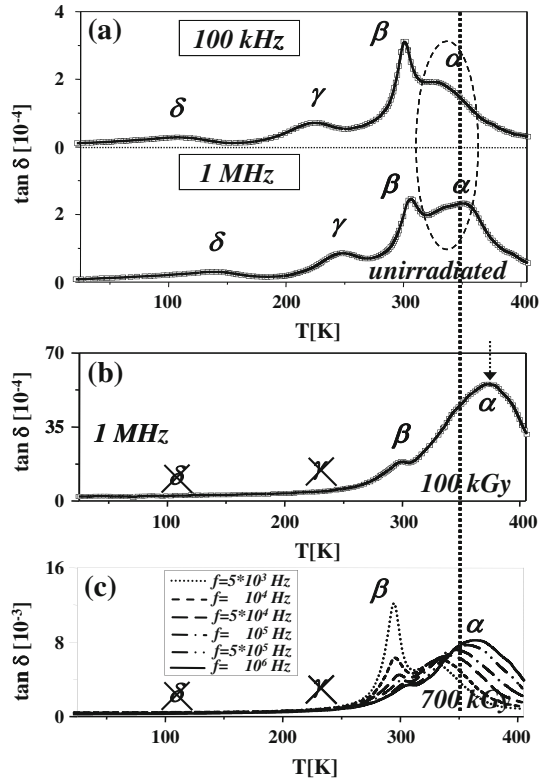 (a) 100 kHz
β
α
γ
δ
4
2
0
tan δ [10⁻⁴]
1 MHz
β
α
γ
δ
2
0
unirradiated
100 200 300 400
T[K]
(b)
70
35
0
tan δ [10⁻⁴]
1 MHz
α
β
δ γ
100 kGy
100 200 300 400
T[K]
(c)
16
8
0
tan δ [10⁻³]
f=5*10³ Hz
f= 10⁴ Hz
f=5*10⁴ Hz
f= 10⁵ Hz
f=5*10⁵ Hz
f= 10⁶ Hz
β
α
δ γ
700 kGy
100 200 300 400
T[K]